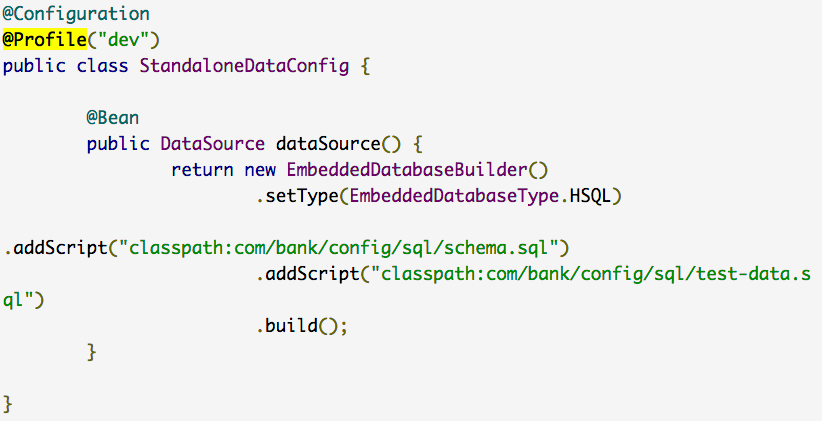 @Configuration
@Profile("dev")
public class StandaloneDataConfig {
@Bean
public DataSource dataSource() {
return new EmbeddedDatabaseBuilder()
.setType(EmbeddedDatabaseType.HSQL)
.addScript("classpath:com/bank/config/sql/schema.sql")
.addScript("classpath:com/bank/config/sql/test-data.s
ql")
.build();
}
}